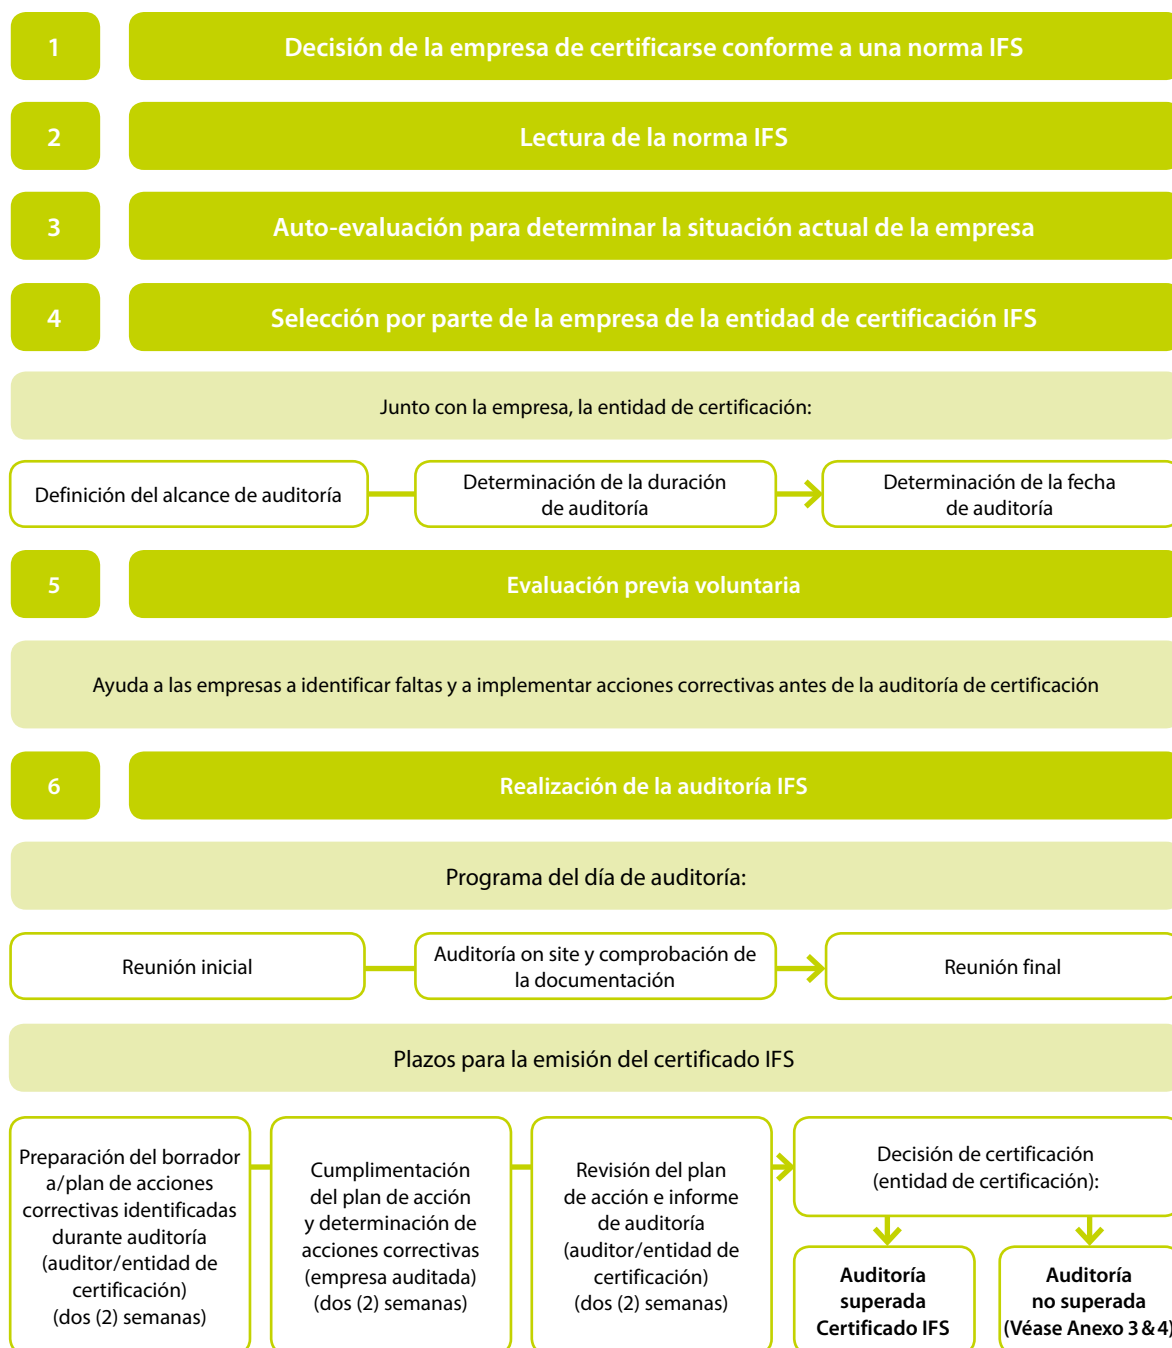 1
Decisión de la empresa de certificarse conforme a una norma IFS
2
Lectura de la norma IFS
3
Auto-evaluación para determinar la situación actual de la empresa
4
Selección por parte de la empresa de la entidad de certificación IFS
Junto con la empresa, la entidad de certificación:
Definición del alcance de auditoría
Determinación de la duración
de auditoría
Determinación de la fecha
de auditoría
5
Evaluación previa voluntaria
Ayuda a las empresas a identificar faltas y a implementar acciones correctivas antes de la auditoría de certificación
6
Realización de la auditoría IFS
Programa del día de auditoría:
Reunión inicial
Auditoría on site y comprobación de
la documentación
Reunión final
Plazos para la emisión del certificado IFS
Preparación del borrador
a/plan de acciones
correctivas identificadas
durante auditoría
(auditor/entidad de
certificación)
(dos (2) semanas)
Cumplimentación
del plan de acción
y determinación de
acciones correctivas
(empresa auditada)
(dos (2) semanas)
Revisión del plan
de acción e informe
de auditoría
(auditor/entidad de
certificación)
(dos (2) semanas)
Decisión de certificación
(entidad de certificación):
Auditoría
superada
Certificado IFS
Auditoría
no superada
(Véase Anexo 3 & 4)